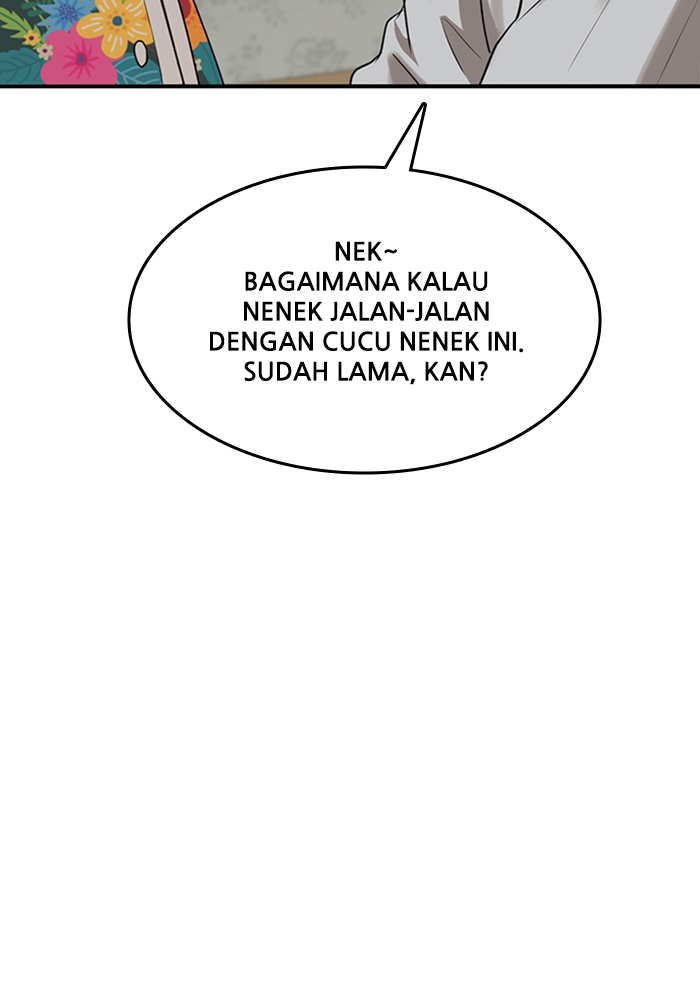 NEK~
BAGAIMANA KALAU
NENEK JALAN-JALAN
DENGAN CUCU NENEK INI.
SUDAH LAMA, KAN?